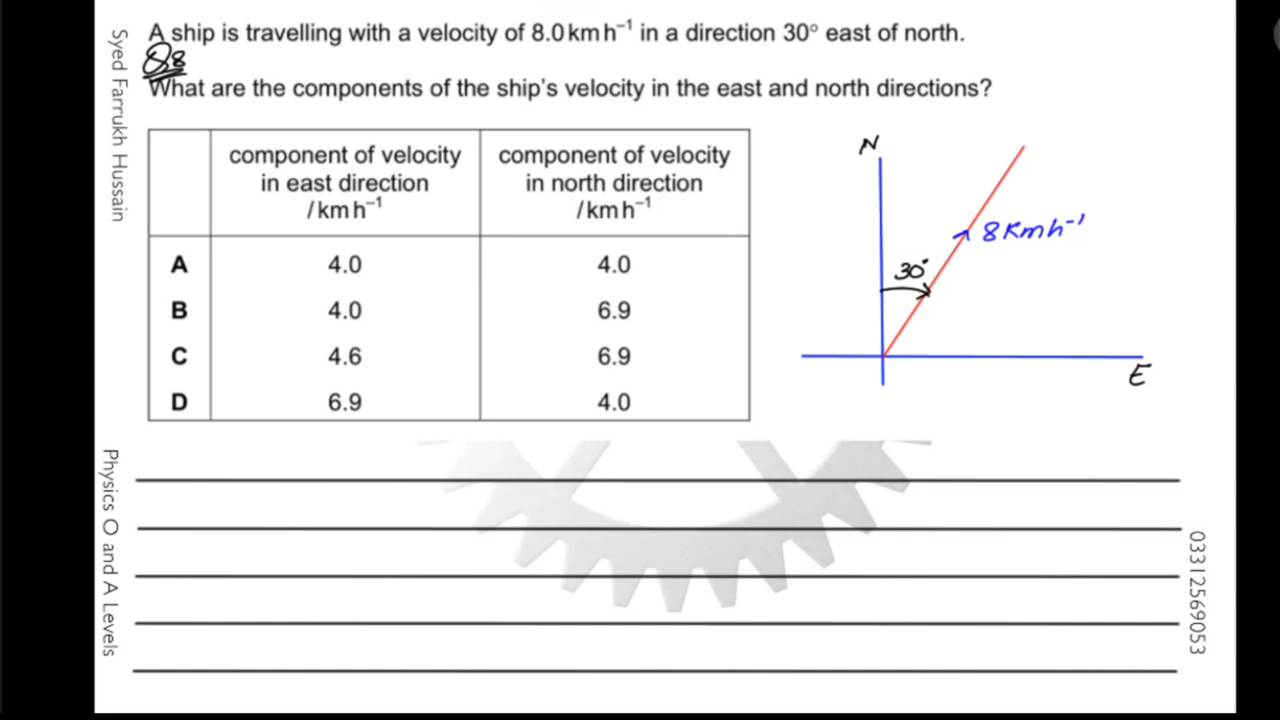 A ship is travelling with a velocity of 8.0 km h⁻¹ in a direction 30° east of north.
Q8
What are the components of the ship's velocity in the east and north directions?
component of velocity in east direction / km h⁻¹
component of velocity in north direction / km h⁻¹
A 4.0 4.0
B 4.0 6.9
C 4.6 6.9
D 6.9 4.0
N
8 Kmh⁻¹
30°
E
Syed Farrukh Hussain
Physics O and A Levels
03312569053